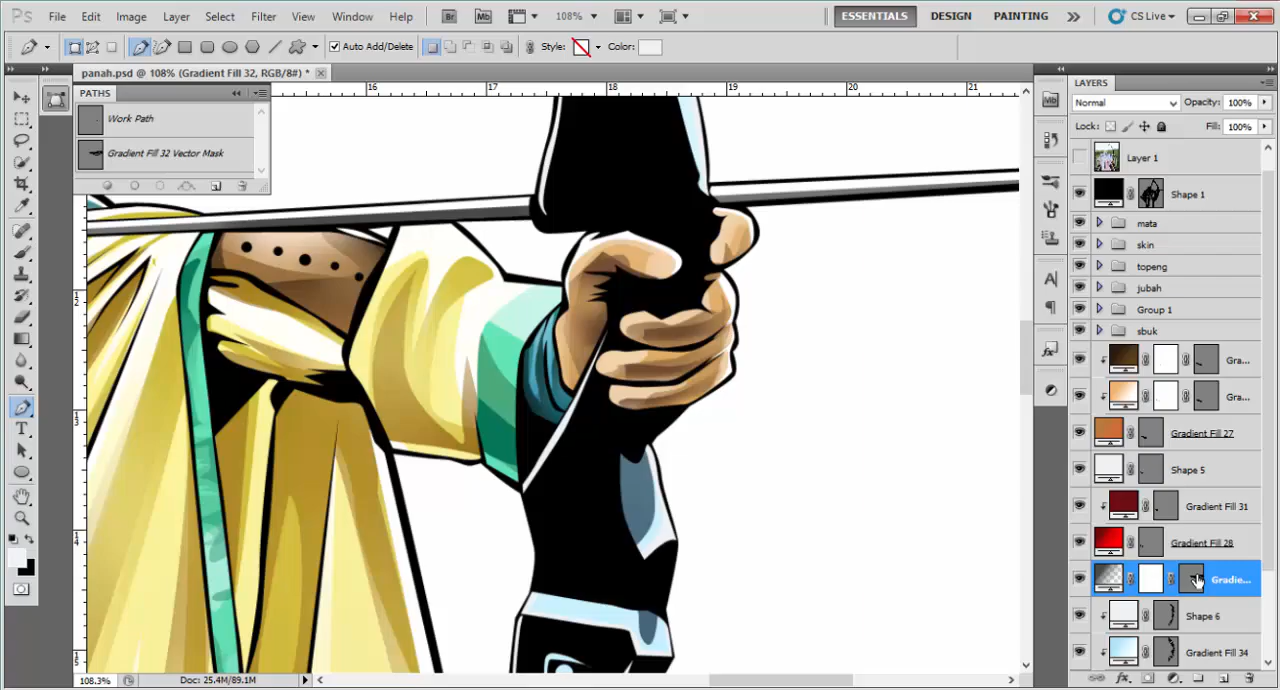 Ps File Edit Image Layer Select Filter View Window Help Br Mb 108% ESSENTIALS DESIGN PAINTING CS Live
Auto Add/Delete Style: Color:
panah.psd @ 108% (Gradient Fill 32, RGB/8#) *
PATHS
Work Path
Gradient Fill 32 Vector Mask
16 17 18 19 20 21
LAYERS
Normal Opacity: 100%
Lock: Fill: 100%
Layer 1
Shape 1
mata
skin
topeng
jubah
Group 1
sbuk
Gra...
Gra...
Gradient Fill 27
Shape 5
Gradient Fill 31
Gradient Fill 28
Gradie...
Shape 6
Gradient Fill 34
108.3% Doc: 25.4M/89.1M